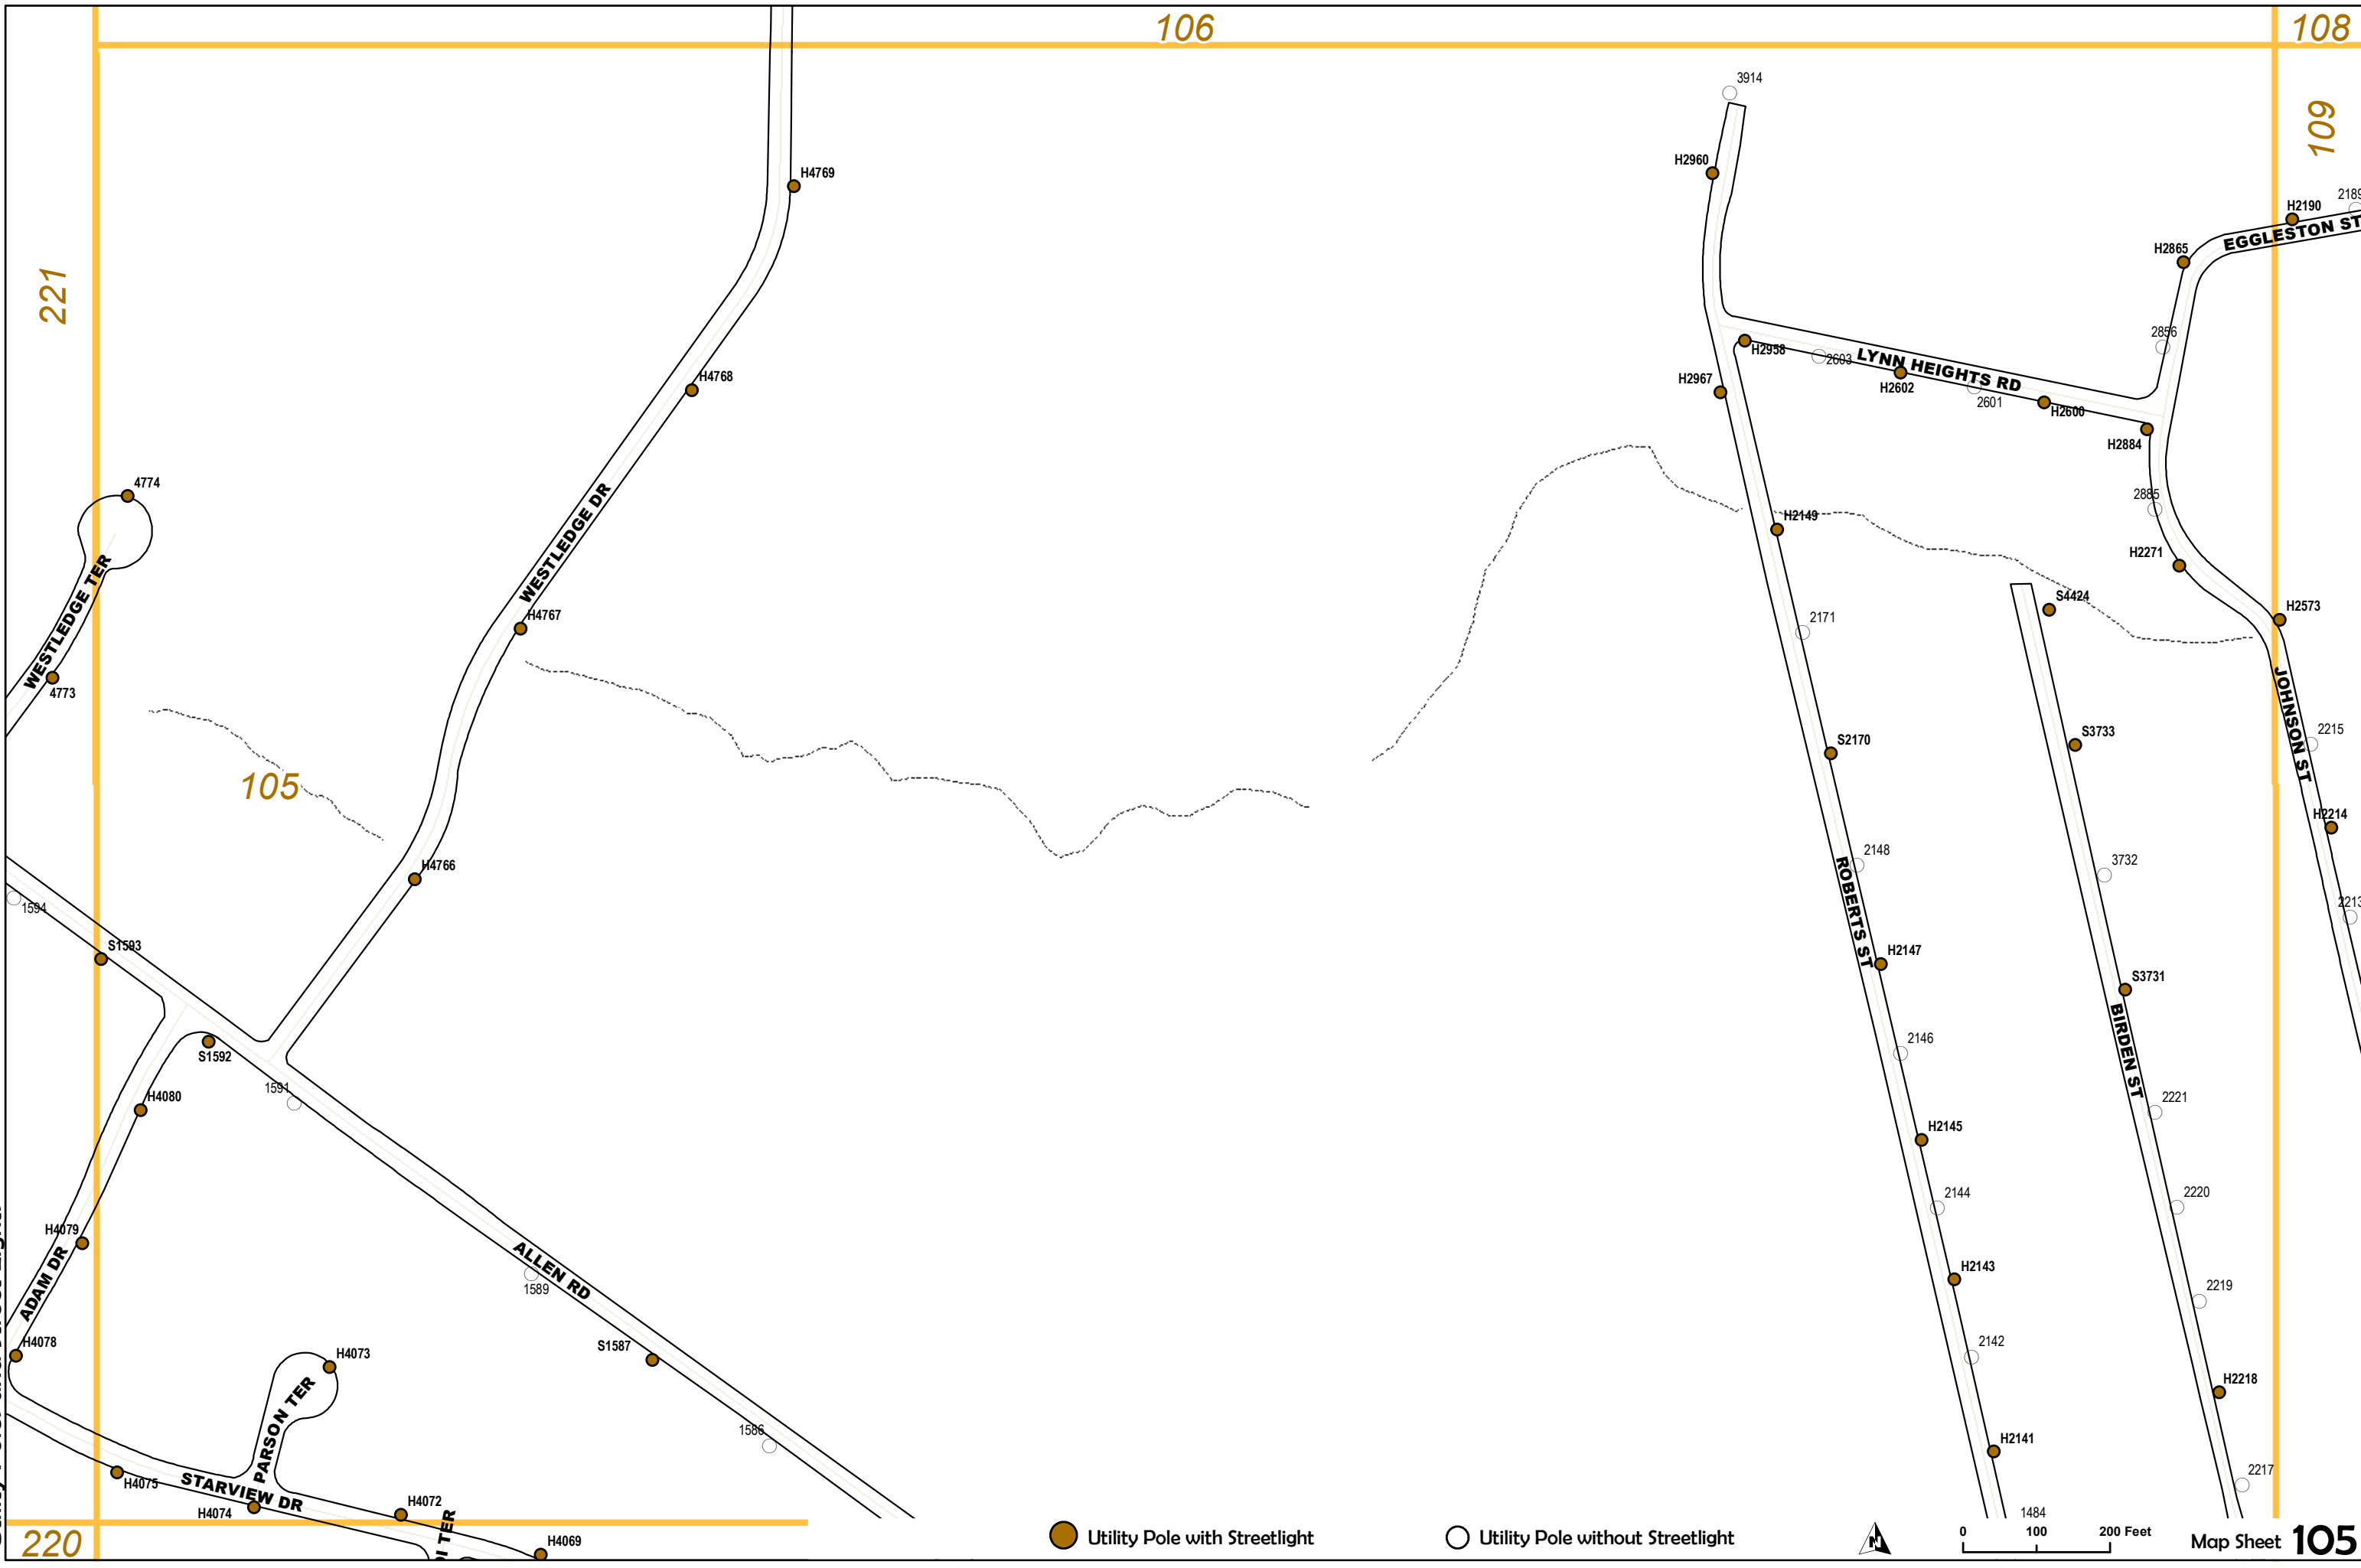 106
108
109
3914
H2960
H4769
2189
H2190
EGGLESTON ST
H2865
221
2856
H2958
2603
LYNN HEIGHTS RD
H2967
H4768
H2602
2601
H2600
H2884
4774
WESTLEDGE DR
2885
H2149
H2271
WESTLEDGE TER
S4424
H4767
H2573
2171
4773
JOHNSON ST
2215
S3733
S2170
105
H2214
2148
3732
H4766
ROBERTS ST
2213
1594
S1593
H2147
S3731
S1592
2146
BIRDEN ST
1591
H4080
2221
H2145
2144
2220
H4079
ADAM DR
ALLEN RD
H2143
1589
2219
H4078
2142
S1587
H4073
H2218
PARSON TER
1586
H2141
2217
H4075
STARVIEW DR
H4074
H4072
1484
H4069
220
Utility Pole with Streetlight
Utility Pole without Streetlight
N
0 100 200 Feet
Map Sheet 105